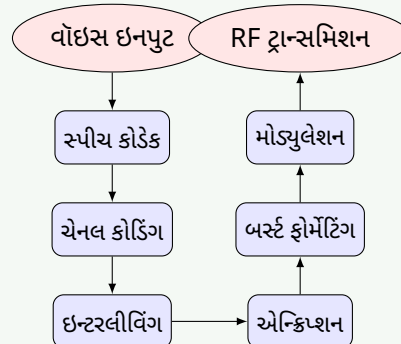 વૉઇસ ઇનપુટ
સ્પીચ કોડેક
ચેનલ કોડિંગ
ઇન્ટરલીવિંગ
એન્ક્રિપ્શન
બર્સ્ટ ફોર્મેટિંગ
મોડ્યુલેશન
RF ટ્રાન્સમિશન